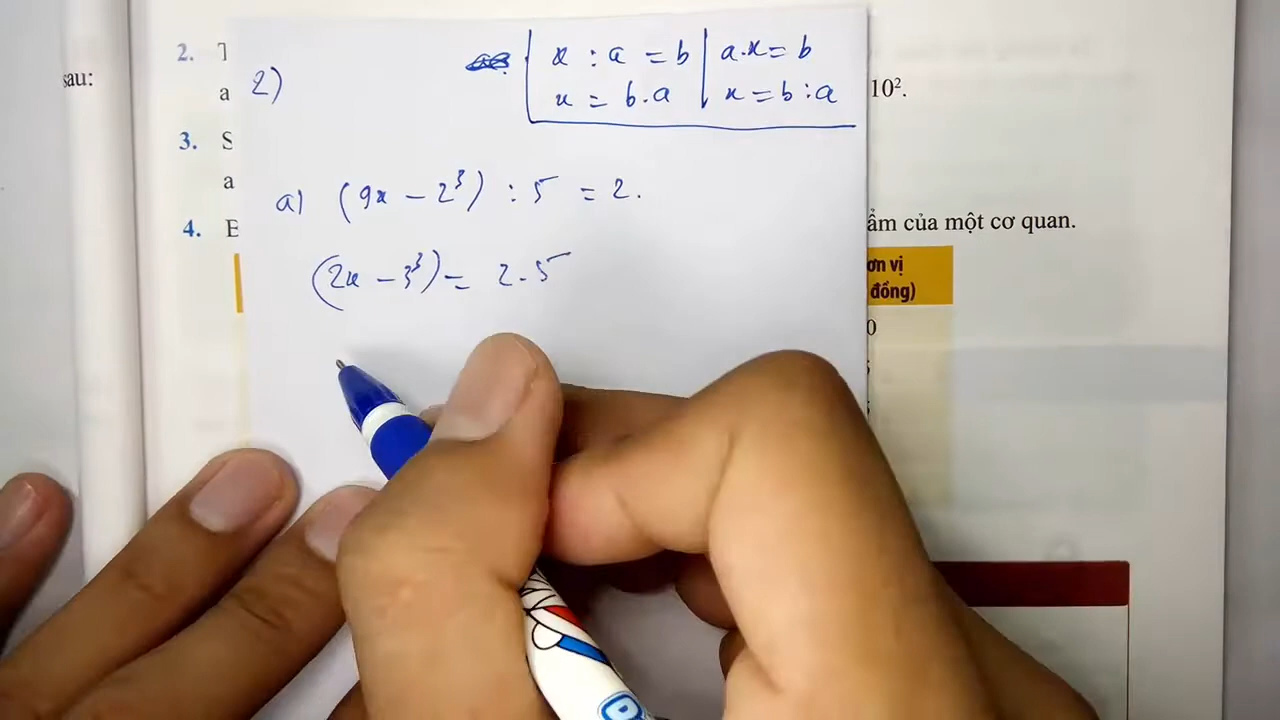 sau:
2. T
a
10².
3. S
a
4. E
ẩm của một cơ quan.
ơn vị
đồng)
0
2)
x : a = b | a.x = b
x = b.a | x = b : a
a) (9x - 2³) : 5 = 2.
(2x - 3³) = 2.5